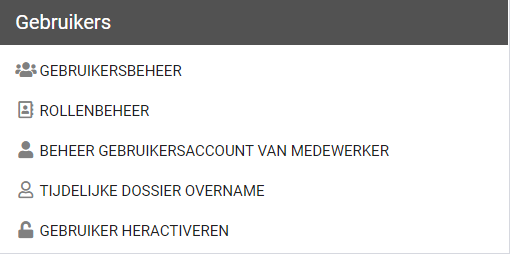 Gebruikers
GEBRUIKERSBEHEER
ROLLENBEHEER
BEHEER GEBRUIKERSACCOUNT VAN MEDEWERKER
TIJDELIJKE DOSSIER OVERNAME
GEBRUIKER HERACTIVEREN